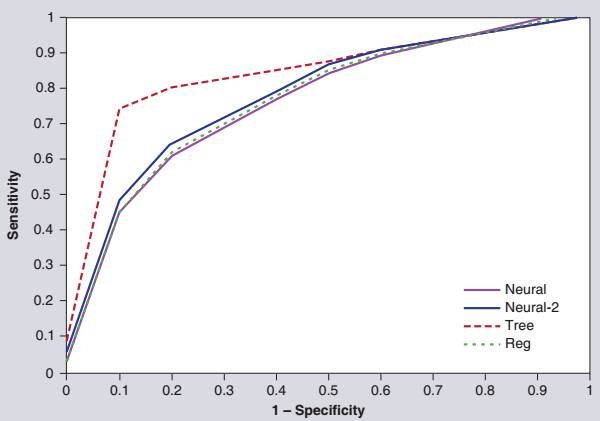 1
0.9
0.8
0.7
0.6
0.5
0.4
0.3
0.2
0.1
0
Sensitivity
Neural
Neural-2
Tree
Reg
0 0.1 0.2 0.3 0.4 0.5 0.6 0.7 0.8 0.9 1
1 – Specificity